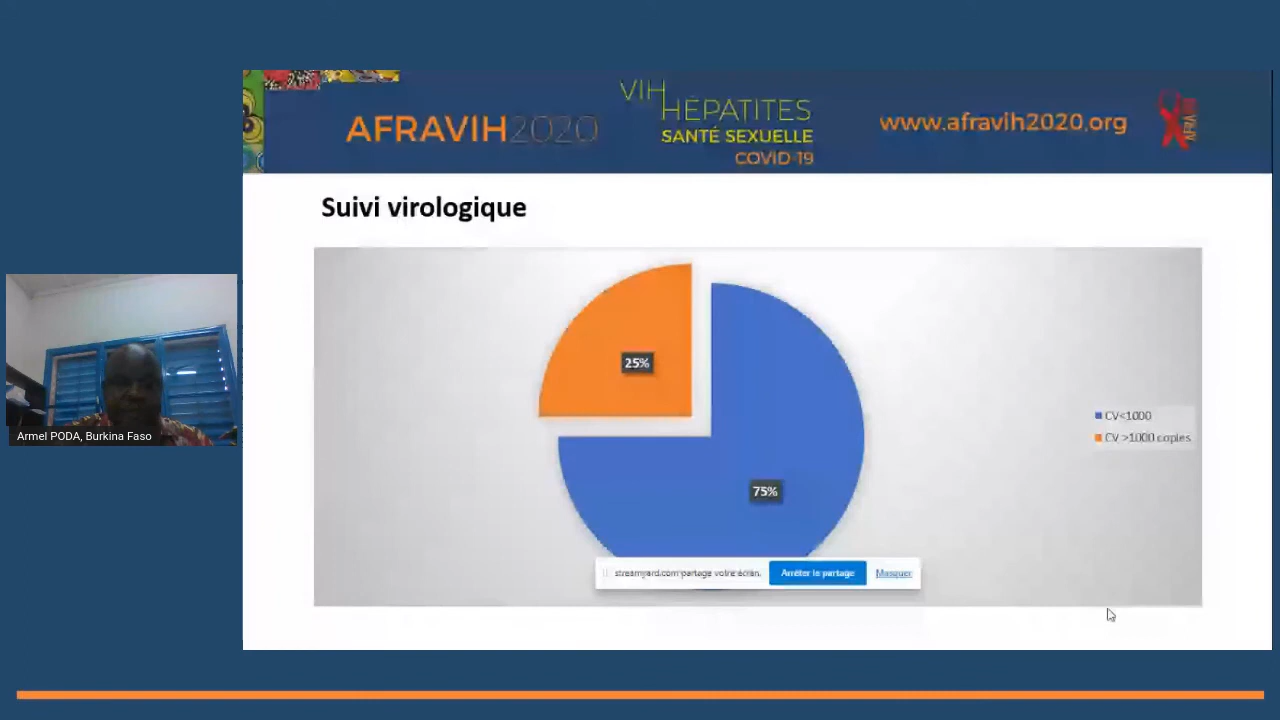 AFRAVIH2020
VIH
HÉPATITES
SANTÉ SEXUELLE
COVID-19
www.afravih2020.org
AFRAVIH
Suivi virologique
25%
75%
CV<1000
CV >1000 copies
streamyard.com partage votre écran.
Arrêter le partage
Masquer
Armel PODA, Burkina Faso